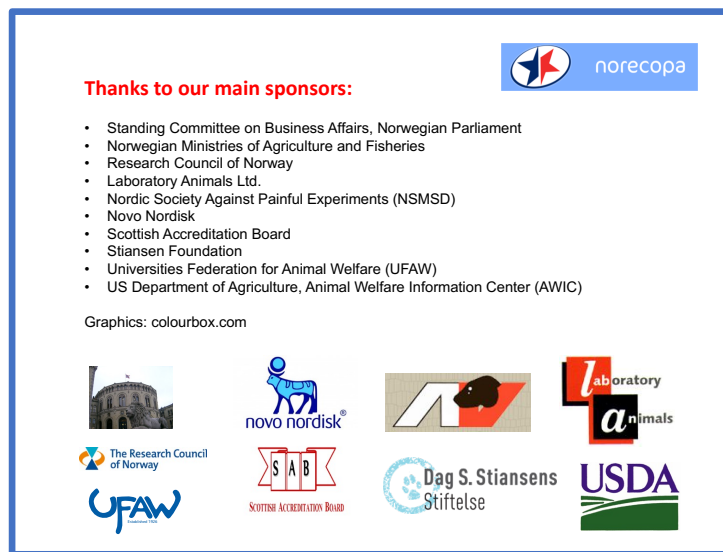 norecopa
Thanks to our main sponsors:
• Standing Committee on Business Affairs, Norwegian Parliament
• Norwegian Ministries of Agriculture and Fisheries
• Research Council of Norway
• Laboratory Animals Ltd.
• Nordic Society Against Painful Experiments (NSMSD)
• Novo Nordisk
• Scottish Accreditation Board
• Stiansen Foundation
• Universities Federation for Animal Welfare (UFAW)
• US Department of Agriculture, Animal Welfare Information Center (AWIC)
Graphics: colourbox.com
novo nordisk®
laboratory
animals
The Research Council
of Norway
SAB
SCOTTISH ACCREDITATION BOARD
Dag S. Stiansens
Stiftelse
USDA
UFAW
Established 1926